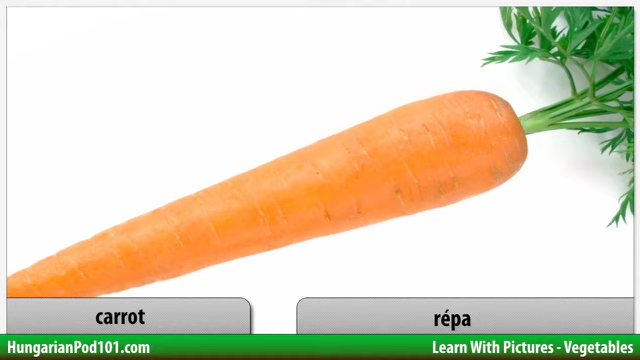 carrot
répa
HungarianPod101.com
Learn With Pictures - Vegetables